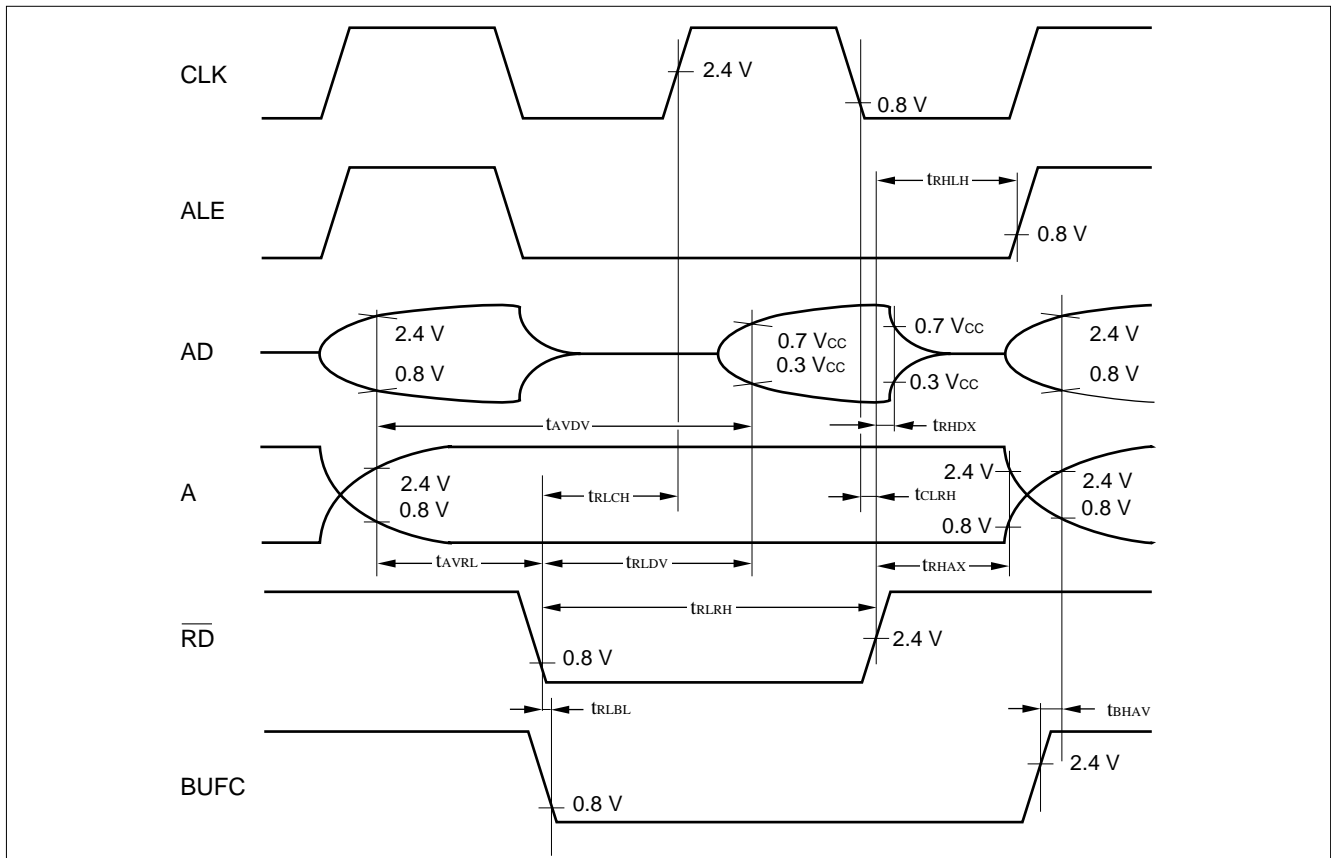 CLK
2.4 V
0.8 V
tRHLH
ALE
0.8 V
AD
2.4 V
0.8 V
0.7 VCC
0.3 VCC
0.7 VCC
0.3 VCC
2.4 V
0.8 V
tAVDV
tRHDX
A
2.4 V
0.8 V
tRLCH
2.4 V
0.8 V
tCLRH
2.4 V
0.8 V
tAVRL
tRLDV
tRHAX
tRLRH
RD
0.8 V
2.4 V
tRLBL
tBHAV
BUFC
0.8 V
2.4 V